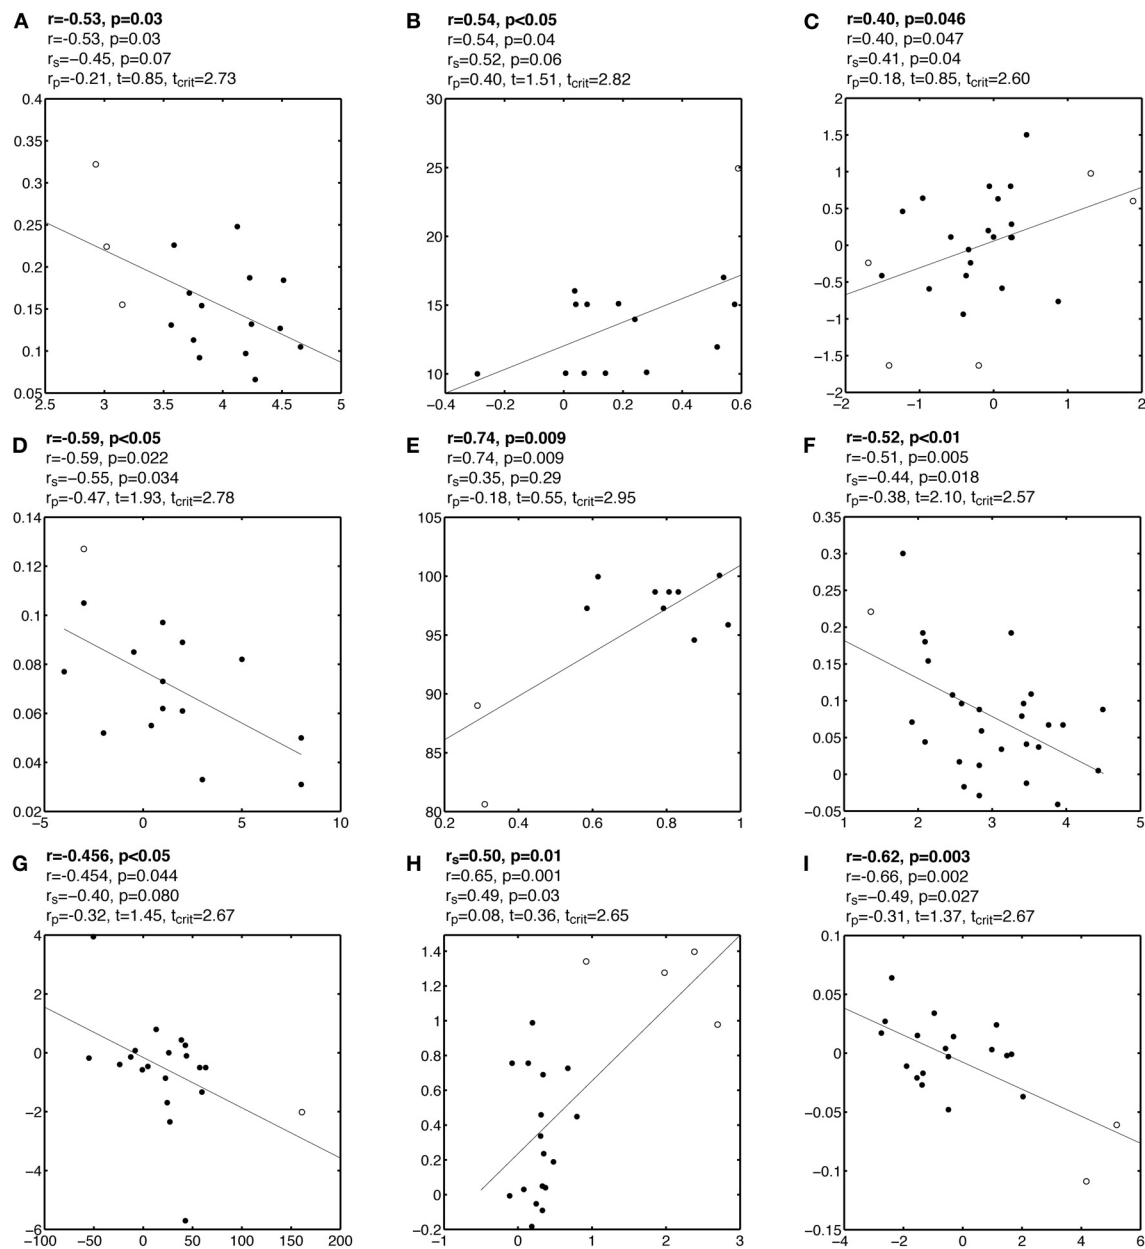 A r=-0.53, p=0.03
r=-0.53, p=0.03
rs=−0.45, p=0.07
rp=-0.21, t=0.85, tcrit=2.73
0.4
0.35
0.3
0.25
0.2
0.15
0.1
0.05
2.5 3 3.5 4 4.5 5
B r=0.54, p<0.05
r=0.54, p=0.04
rs=0.52, p=0.06
rp=0.40, t=1.51, tcrit=2.82
30
25
20
15
10
−0.4 −0.2 0 0.2 0.4 0.6
C r=0.40, p=0.046
r=0.40, p=0.047
rs=0.41, p=0.04
rp=0.18, t=0.85, tcrit=2.60
2
1.5
1
0.5
0
−0.5
−1
−1.5
−2
−2 −1 0 1 2
D r=-0.59, p<0.05
r=-0.59, p=0.022
rs=−0.55, p=0.034
rp=-0.47, t=1.93, tcrit=2.78
0.14
0.12
0.1
0.08
0.06
0.04
0.02
−5 0 5 10
E r=0.74, p=0.009
r=0.74, p=0.009
rs=0.35, p=0.29
rp=-0.18, t=0.55, tcrit=2.95
105
100
95
90
85
80
0.2 0.4 0.6 0.8 1
F r=-0.52, p<0.01
r=-0.51, p=0.005
rs=−0.44, p=0.018
rp=-0.38, t=2.10, tcrit=2.57
0.35
0.3
0.25
0.2
0.15
0.1
0.05
0
−0.05
1 2 3 4 5
G r=-0.456, p<0.05
r=-0.454, p=0.044
rs=−0.40, p=0.080
rp=-0.32, t=1.45, tcrit=2.67
4
2
0
−2
−4
−6
−100 −50 0 50 100 150 200
H rs=0.50, p=0.01
r=0.65, p=0.001
rs=0.49, p=0.03
rp=0.08, t=0.36, tcrit=2.65
1.4
1.2
1
0.8
0.6
0.4
0.2
0
−0.2
−1 0 1 2 3
I r=-0.62, p=0.003
r=-0.66, p=0.002
rs=−0.49, p=0.027
rp=-0.31, t=1.37, tcrit=2.67
0.1
0.05
0
−0.05
−0.1
−0.15
−4 −2 0 2 4 6